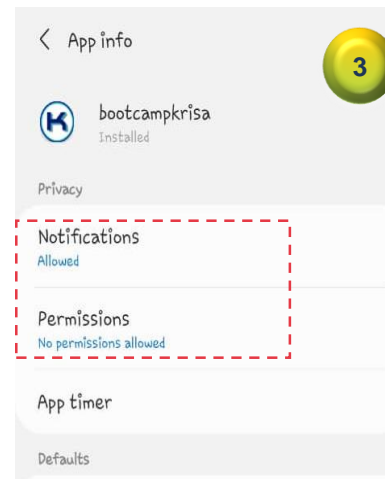 App info
3
K
bootcampkrisa
Installed
Privacy
Notifications
Allowed
Permissions
No permissions allowed
App timer
Defaults